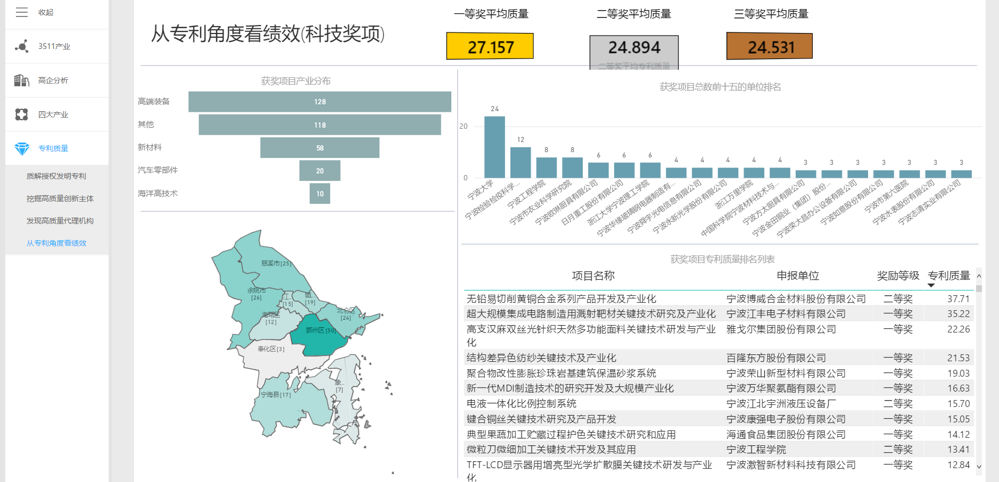 收起
3511产业
高企分析
四大产业
专利质量
质解授权发明专利
挖掘高质量创新主体
发现高质量代理机构
从专利角度看绩效
从专利角度看绩效(科技奖项)
一等奖平均质量
27.157
二等奖平均质量
24.894
二等奖平均专利质量
三等奖平均质量
24.531
获奖项目产业分布
高端装备 128
其他 118
新材料 58
汽车零部件 20
海洋高技术 10
慈溪市[25]
余姚市
[26]
江...
[15]
镇...
[19]
北仑区
[24]
海曙区
[12]
鄞州区[50]
奉化区[3]
象...
[7]
宁海县[17]
获奖项目总数前十五的单位排名
20
0
24
12
8
8
6
6
6
4
4
4
4
4
3
3
3
3
3
3
3
宁波大学
宁波检验检疫科学...
宁波工程学院
宁波市农业科学研究院
宁波欧琳厨具有限公司
日月重工股份有限公司
浙江大学宁波理工学院
宁波华缘玻璃钢电器制造有...
宁波舜宇光电信息有限公司
宁波永新光学股份有限公司
浙江万里学院
中国科学院宁波材料技术与...
宁波方太厨具有限公司
宁波金田铜业（集团）股份...
宁波荣大昌办公设备有限公司
宁波如意股份有限公司
宁波市第六医院
宁波水表股份有限公司
宁波志清实业有限公司
获奖项目专利质量排名列表
项目名称 申报单位 奖励等级 专利质量
无铅易切削黄铜合金系列产品开发及产业化 宁波博威合金材料股份有限公司 二等奖 37.71
超大规模集成电路制造用溅射靶材关键技术研究及产业化 宁波江丰电子材料有限公司 一等奖 35.22
高支汉麻双丝光针织天然多功能面料关键技术研发与产业 雅戈尔集团股份有限公司 一等奖 22.26
化
结构差异色纺纱关键技术及产业化 百隆东方股份有限公司 一等奖 21.53
聚合物改性膨胀珍珠岩基建筑保温砂浆系统 宁波荣山新型材料有限公司 一等奖 19.03
新一代MDI制造技术的研究开发及大规模产业化 宁波万华聚氨酯有限公司 一等奖 16.63
电液一体化比例控制系统 宁波江北宇洲液压设备厂 二等奖 15.70
键合铜丝关键技术研究及产品开发 宁波康强电子股份有限公司 一等奖 15.05
典型果蔬加工贮藏过程护色关键技术研究和应用 海通食品集团股份有限公司 一等奖 14.12
微粒刀微细加工关键技术开发及其应用 宁波工程学院 二等奖 13.41
TFT-LCD显示器用增亮型光学扩散膜关键技术研发与产业 宁波激智新材料科技有限公司 一等奖 12.84
化